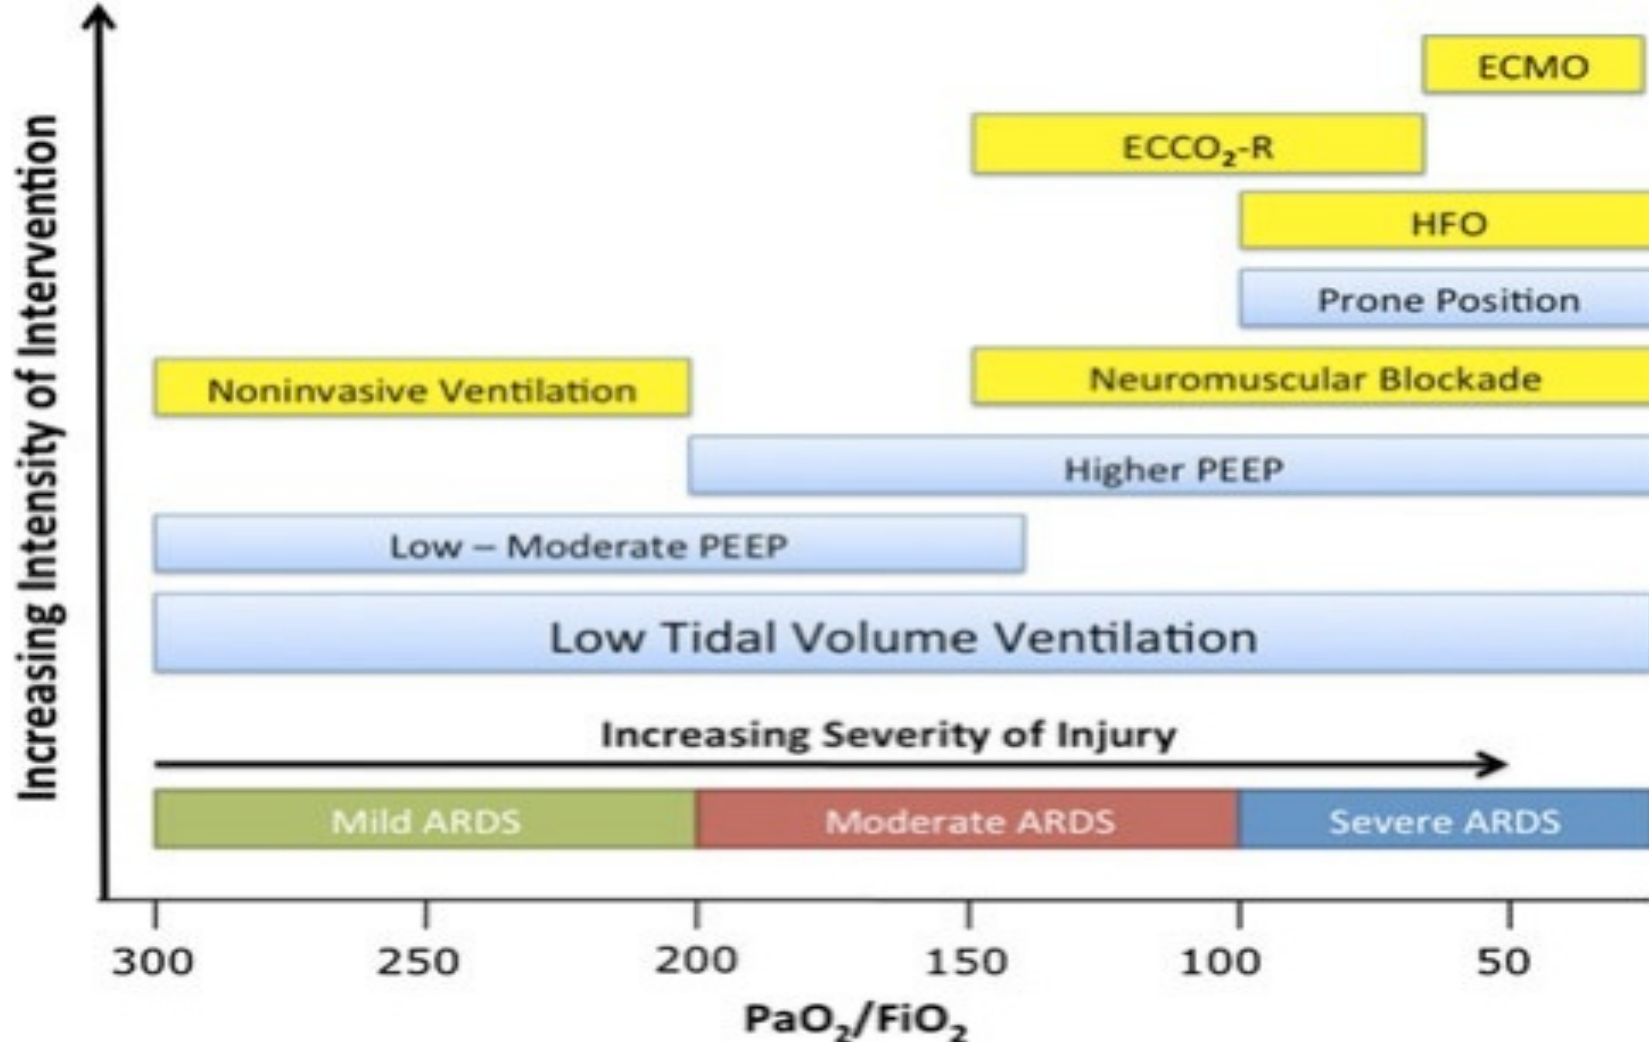 Increasing Intensity of Intervention
ECMO
ECCO₂-R
HFO
Prone Position
Noninvasive Ventilation
Neuromuscular Blockade
Higher PEEP
Low – Moderate PEEP
Low Tidal Volume Ventilation
Increasing Severity of Injury
Mild ARDS
Moderate ARDS
Severe ARDS
300
250
200
150
100
50
PaO₂/FiO₂